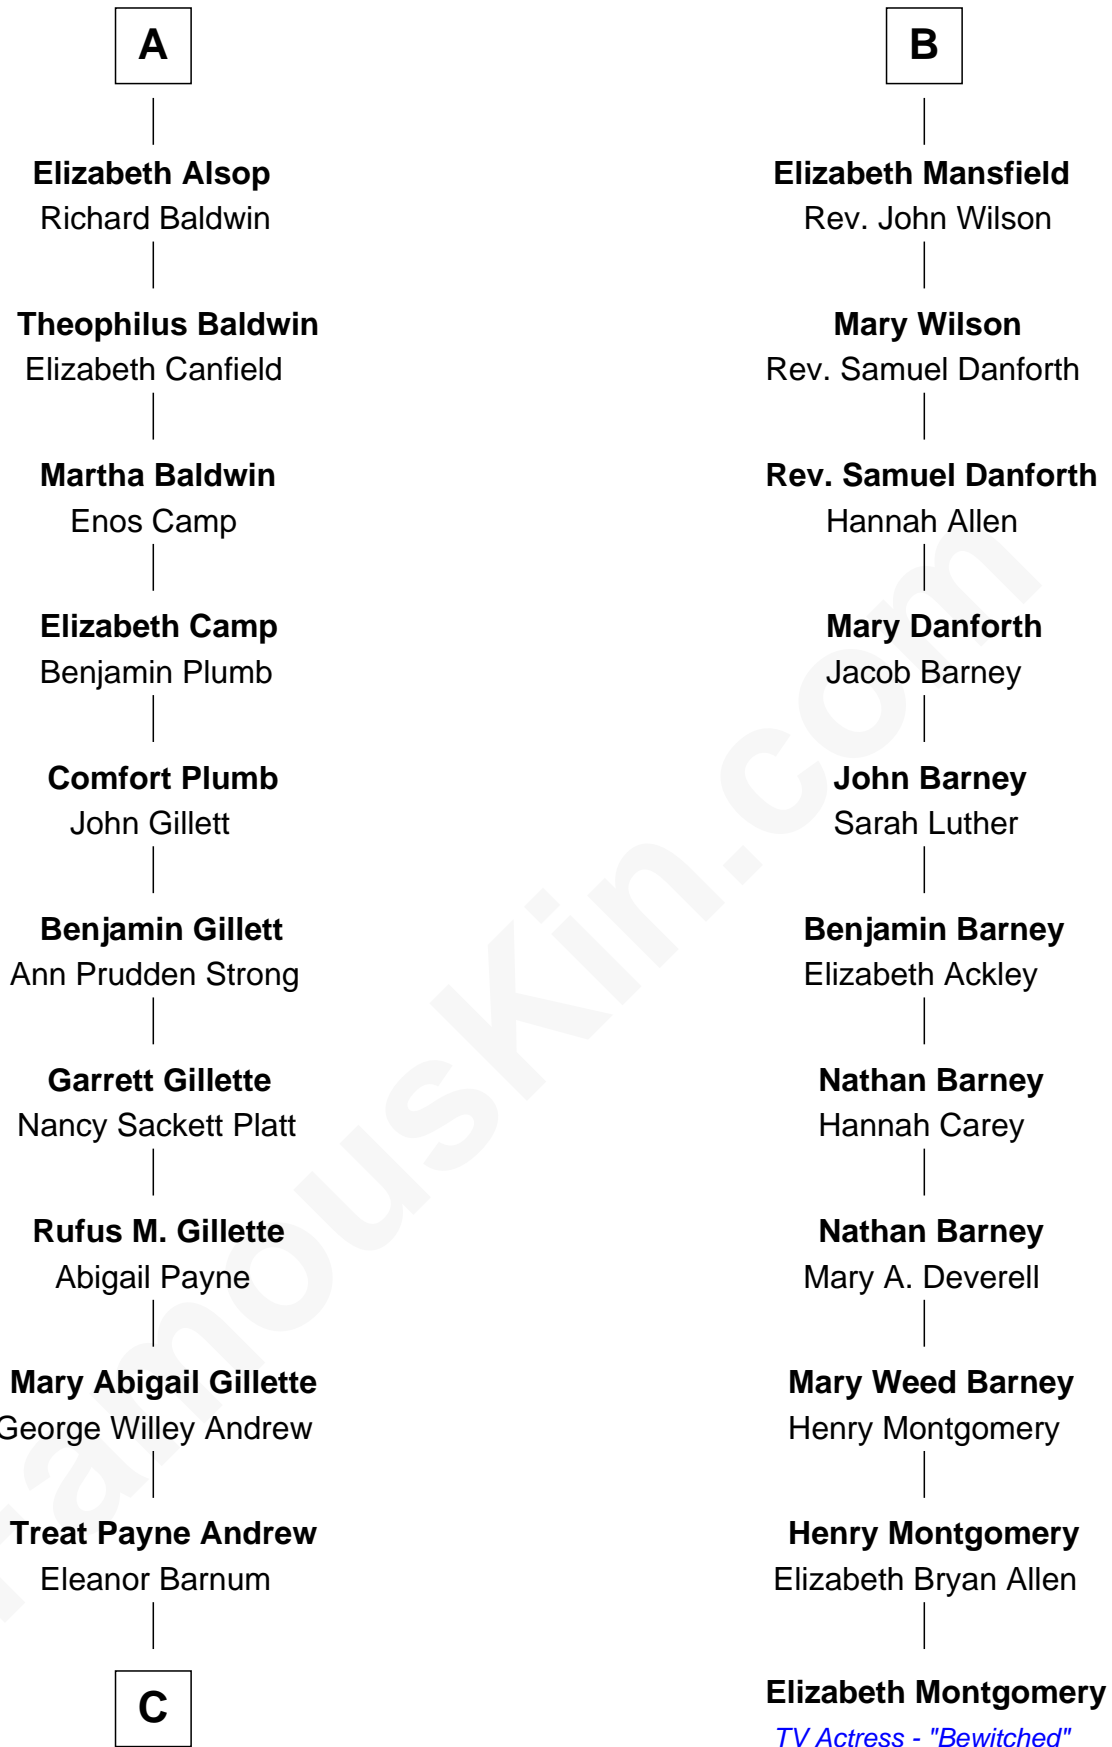 A
Elizabeth Alsop
Richard Baldwin
Theophilus Baldwin
Elizabeth Canfield
Martha Baldwin
Enos Camp
Elizabeth Camp
Benjamin Plumb
Comfort Plumb
John Gillett
Benjamin Gillett
Ann Prudden Strong
Garrett Gillette
Nancy Sackett Platt
Rufus M. Gillette
Abigail Payne
Mary Abigail Gillette
George Willey Andrew
Treat Payne Andrew
Eleanor Barnum
C
B
Elizabeth Mansfield
Rev. John Wilson
Mary Wilson
Rev. Samuel Danforth
Rev. Samuel Danforth
Hannah Allen
Mary Danforth
Jacob Barney
John Barney
Sarah Luther
Benjamin Barney
Elizabeth Ackley
Nathan Barney
Hannah Carey
Nathan Barney
Mary A. Deverell
Mary Weed Barney
Henry Montgomery
Henry Montgomery
Elizabeth Bryan Allen
Elizabeth Montgomery
TV Actress - "Bewitched"
FamousKin.com